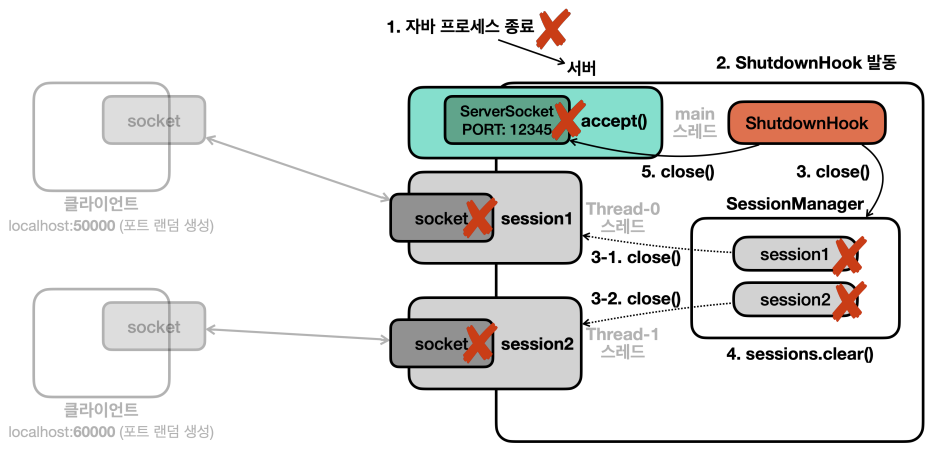 1. 자바 프로세스 종료
서버
2. ShutdownHook 발동
socket
ServerSocket
PORT: 12345
accept()
main
스레드
ShutdownHook
5. close()
3. close()
클라이언트
localhost:50000 (포트 랜덤 생성)
socket
session1
Thread-0
스레드
SessionManager
3-1. close()
session1
3-2. close()
session2
socket
socket
session2
Thread-1
스레드
4. sessions.clear()
클라이언트
localhost:60000 (포트 랜덤 생성)